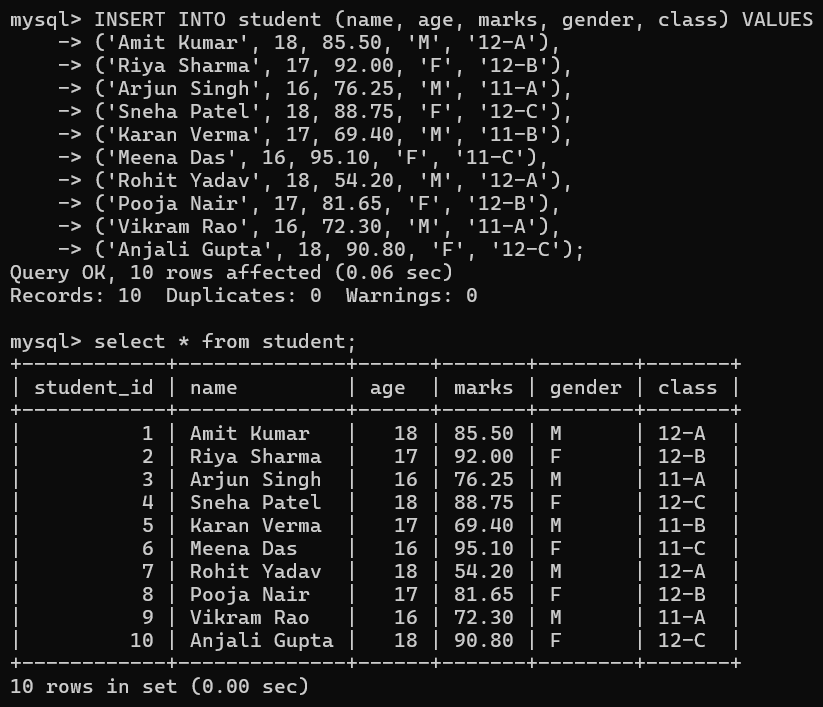 mysql> INSERT INTO student (name, age, marks, gender, class) VALUES
    -> ('Amit Kumar', 18, 85.50, 'M', '12-A'),
    -> ('Riya Sharma', 17, 92.00, 'F', '12-B'),
    -> ('Arjun Singh', 16, 76.25, 'M', '11-A'),
    -> ('Sneha Patel', 18, 88.75, 'F', '12-C'),
    -> ('Karan Verma', 17, 69.40, 'M', '11-B'),
    -> ('Meena Das', 16, 95.10, 'F', '11-C'),
    -> ('Rohit Yadav', 18, 54.20, 'M', '12-A'),
    -> ('Pooja Nair', 17, 81.65, 'F', '12-B'),
    -> ('Vikram Rao', 16, 72.30, 'M', '11-A'),
    -> ('Anjali Gupta', 18, 90.80, 'F', '12-C');
Query OK, 10 rows affected (0.06 sec)
Records: 10  Duplicates: 0  Warnings: 0

mysql> select * from student;
+------------+--------------+------+-------+--------+-------+
| student_id | name         | age  | marks | gender | class |
+------------+--------------+------+-------+--------+-------+
|          1 | Amit Kumar   |   18 | 85.50 | M      | 12-A  |
|          2 | Riya Sharma  |   17 | 92.00 | F      | 12-B  |
|          3 | Arjun Singh  |   16 | 76.25 | M      | 11-A  |
|          4 | Sneha Patel  |   18 | 88.75 | F      | 12-C  |
|          5 | Karan Verma  |   17 | 69.40 | M      | 11-B  |
|          6 | Meena Das    |   16 | 95.10 | F      | 11-C  |
|          7 | Rohit Yadav  |   18 | 54.20 | M      | 12-A  |
|          8 | Pooja Nair   |   17 | 81.65 | F      | 12-B  |
|          9 | Vikram Rao   |   16 | 72.30 | M      | 11-A  |
|         10 | Anjali Gupta |   18 | 90.80 | F      | 12-C  |
+------------+--------------+------+-------+--------+-------+
10 rows in set (0.00 sec)